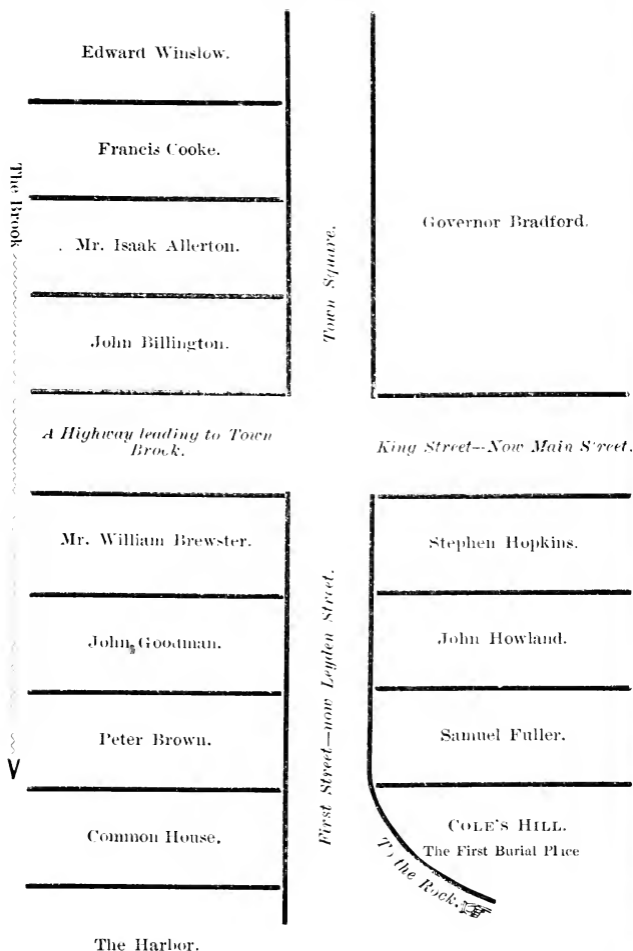 Edward Winslow.
Francis Cooke.
Mr. Isaak Allerton.
John Billington.
The Brook
Town Square.
Governor Bradford.
A Highway leading to Town
Brock.
King Street--Now Main Street.
Mr. William Brewster.
John Goodman.
Peter Brown.
Common House.
The Harbor.
First Street—now Leyden Street.
Stephen Hopkins.
John Howland.
Samuel Fuller.
COLE'S HILL.
The First Burial Place
To the Rock.